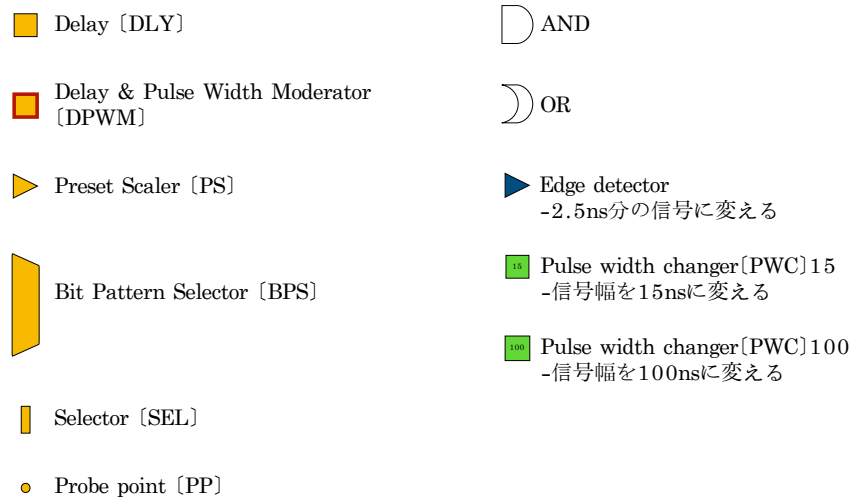 Delay〔DLY〕
Delay & Pulse Width Moderator
〔DPWM〕
Preset Scaler〔PS〕
Bit Pattern Selector〔BPS〕
Selector〔SEL〕
Probe point〔PP〕
AND
OR
Edge detector
-2.5ns分の信号に変える
15
Pulse width changer〔PWC〕15
-信号幅を15nsに変える
100
Pulse width changer〔PWC〕100
-信号幅を100nsに変える